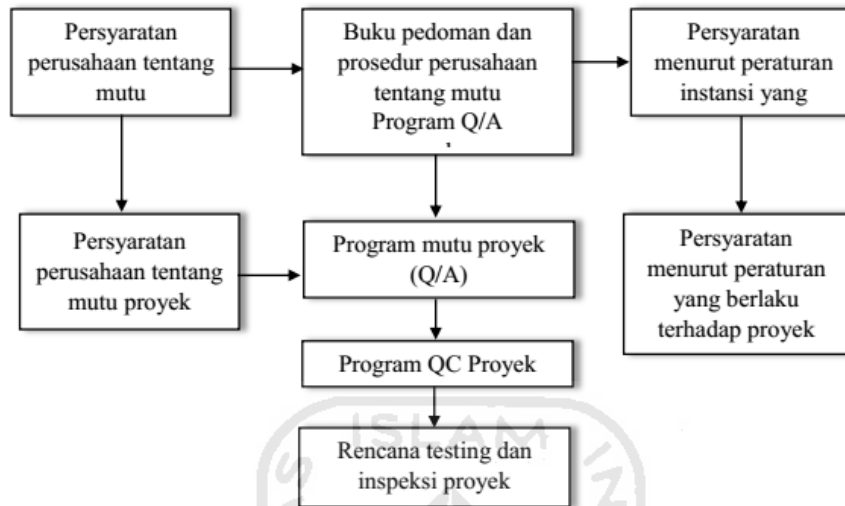 Persyaratan
perusahaan tentang
mutu
Buku pedoman dan
prosedur perusahaan
tentang mutu
Program Q/A
Persyaratan
menurut peraturan
instansi yang
Persyaratan
perusahaan tentang
mutu proyek
Program mutu proyek
(Q/A)
Persyaratan
menurut peraturan
yang berlaku
terhadap proyek
Program QC Proyek
Rencana testing dan
inspeksi proyek
ISLAM IN